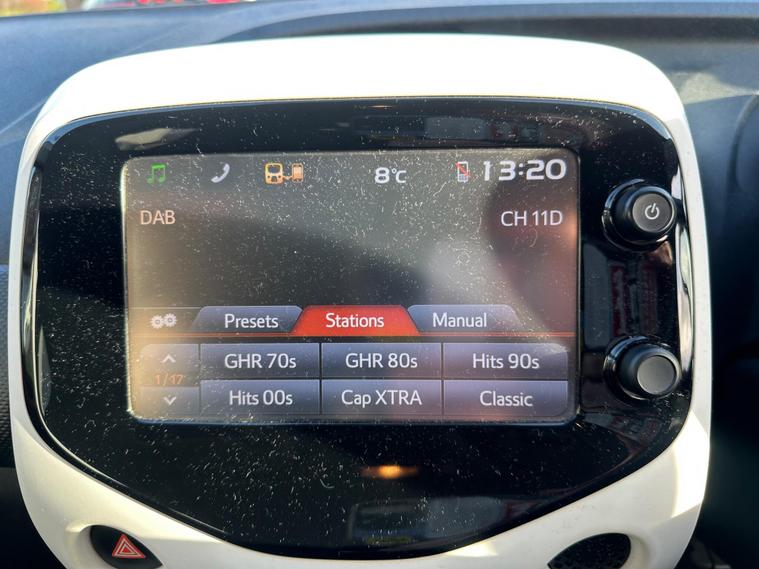 8°C 13:20
DAB CH 11D
Presets Stations Manual
GHR 70s GHR 80s Hits 90s
1/17
Hits 00s Cap XTRA Classic